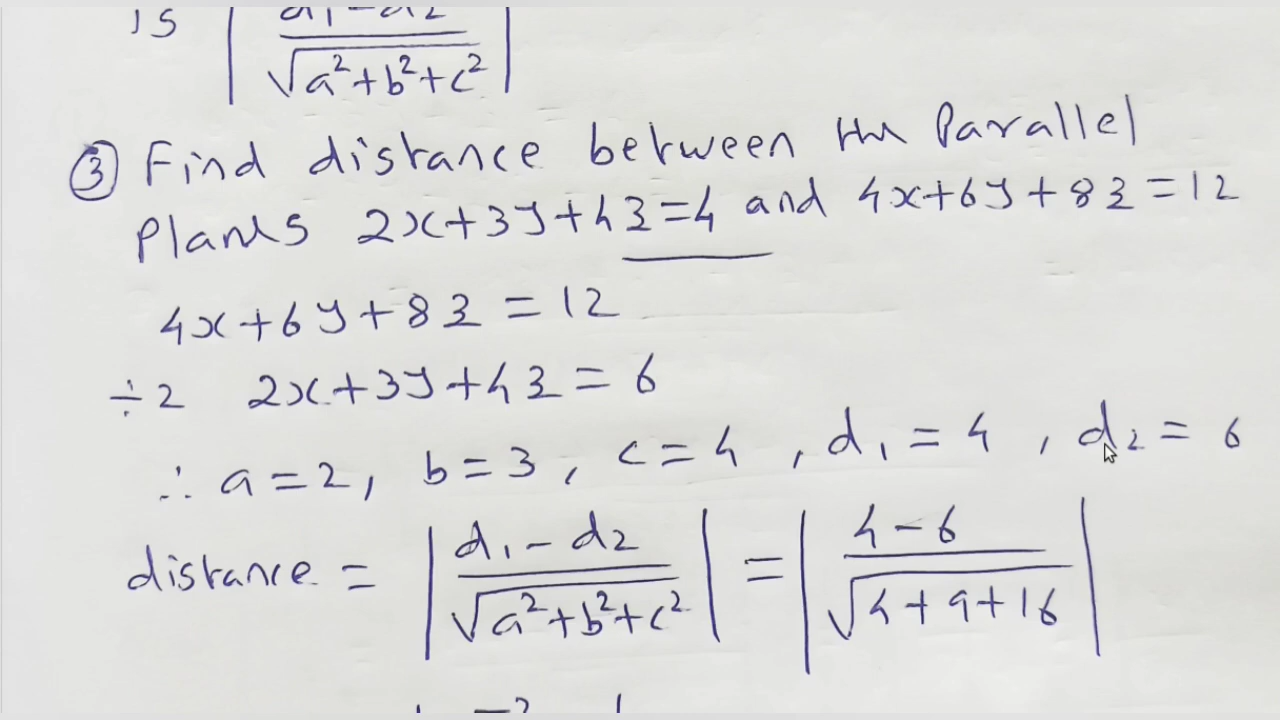 is | d₁-d₂ / √a²+b²+c² |
③ Find distance between the Parallel
Planes 2x+3y+4z=4 and 4x+6y+8z=12
4x+6y+8z=12
÷2 2x+3y+4z=6
∴ a=2, b=3, c=4, d₁=4, d₂=6
distance = | d₁-d₂ / √a²+b²+c² | = | 4-6 / √4+9+16 |
-2